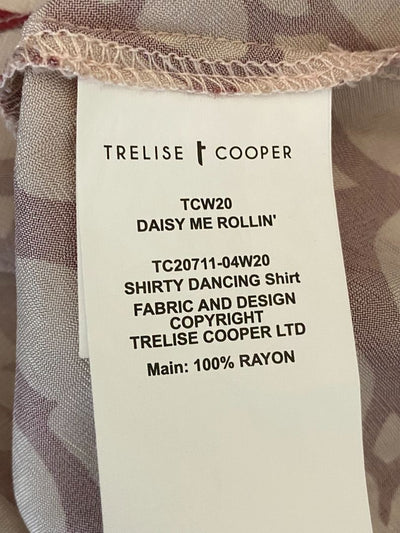 TRELISE t COOPER
TCW20
DAISY ME ROLLIN'
TC20711-04W20
SHIRTY DANCING Shirt
FABRIC AND DESIGN
COPYRIGHT
TRELISE COOPER LTD
Main: 100% RAYON